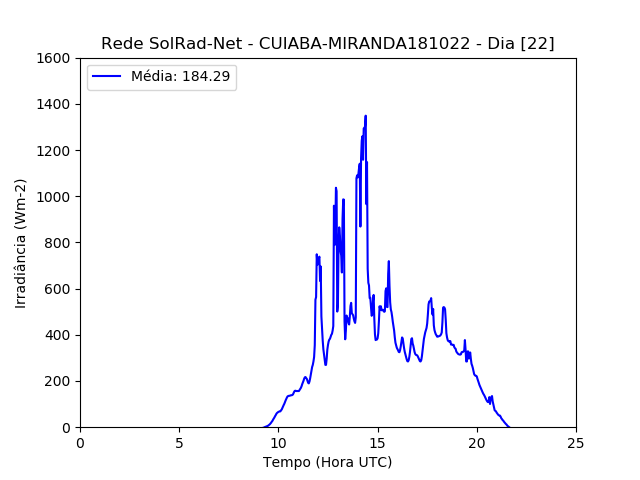 Rede SolRad-Net - CUIABA-MIRANDA181022 - Dia [22]
Média: 184.29
Irradiância (Wm-2)
1600
1400
1200
1000
800
600
400
200
0
0 5 10 15 20 25
Tempo (Hora UTC)